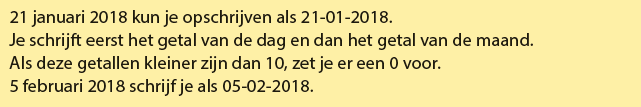 21 januari 2018 kun je opschrijven als 21-01-2018.
Je schrijft eerst het getal van de dag en dan het getal van de maand.
Als deze getallen kleiner zijn dan 10, zet je er een 0 voor.
5 februari 2018 schrijf je als 05-02-2018.